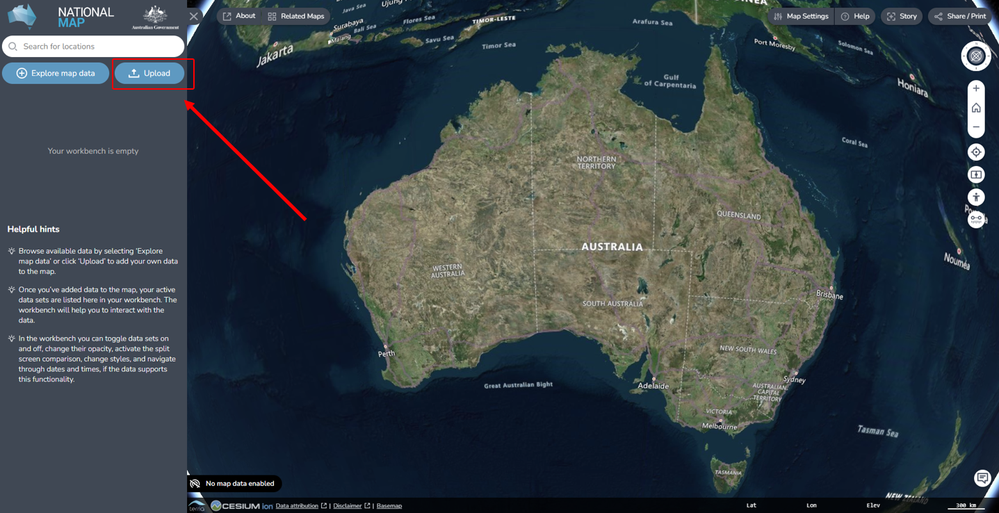 NATIONAL
MAP
Australian Government
Search for locations
Explore map data
Upload
Your workbench is empty
Helpful hints
Browse available data by selecting ‘Explore
map data’ or click ‘Upload’ to add your own data
to the map.
Once you’ve added data to the map, your active
data sets are listed here in your workbench. The
workbench will help you to interact with the
data.
In the workbench you can toggle data sets on
and off, change their opacity, activate the split
screen comparison, change styles, and navigate
through dates and times, if the data supports
this functionality.
About
Related Maps
Map Settings
Help
Story
Share / Print
Java Sea
Surabaya
Bali Sea
Malang
Jakarta
Flores Sea
Savu Sea
TIMOR-LESTE
Timor Sea
Arafura Sea
Port Moresby
Solomon Sea
Honiara
Gulf
of Carpentaria
Coral Sea
NORTHERN
TERRITORY
QUEENSLAND
AUSTRALIA
WESTERN
AUSTRALIA
SOUTH AUSTRALIA
Nouméa
Brisbane
NEW SOUTH WALES
Perth
Great Australian Bight
Adelaide
Sydney
AUSTRALIAN
CAPITAL
TERRITORY
VICTORIA
Melbourne
Tasman Sea
TASMANIA
NEW ZEALAND
No map data enabled
terria
CESIUM ion
Data attribution
|
Disclaimer
|
Basemap
Lat
Lon
Elev
300 km